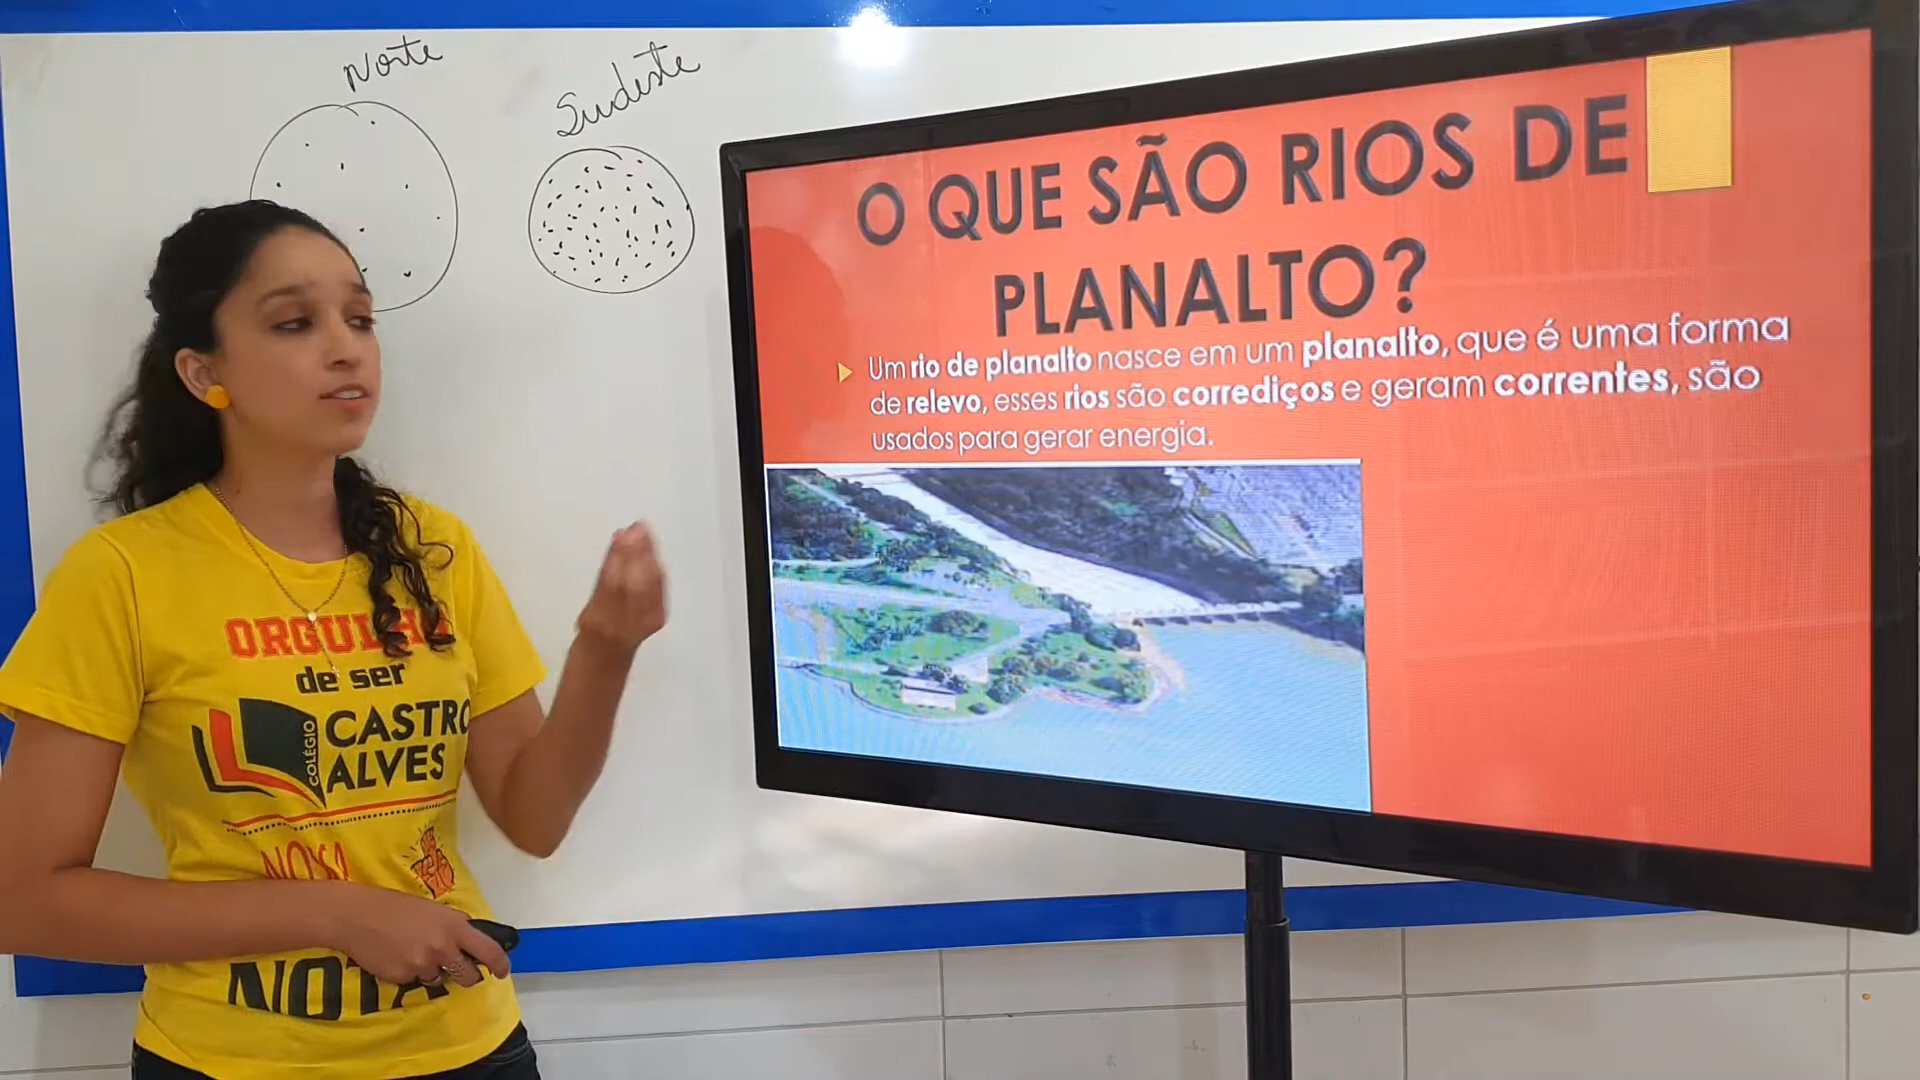 Norte
Sudeste
O QUE SÃO RIOS DE
PLANALTO?
Um rio de planalto nasce em um planalto, que é uma forma
de relevo, esses rios são corrediços e geram correntes, são
usados para gerar energia.
ORGULHO
de ser
COLÉGIO
CASTRO
ALVES
NOSSA
NOTA